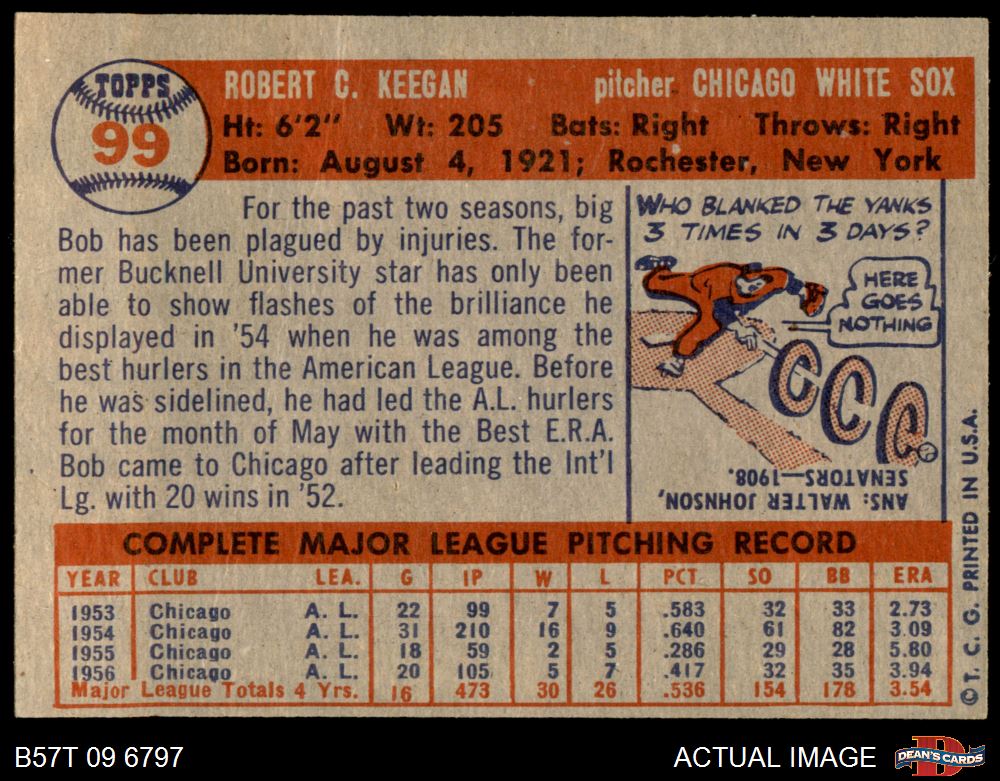 TOPPS
99
ROBERT C. KEEGAN pitcher CHICAGO WHITE SOX
Ht: 6'2" Wt: 205 Bats: Right Throws: Right
Born: August 4, 1921; Rochester, New York
For the past two seasons, big
Bob has been plagued by injuries. The for-
mer Bucknell University star has only been
able to show flashes of the brilliance he
displayed in '54 when he was among the
best hurlers in the American League. Before
he was sidelined, he had led the A.L. hurlers
for the month of May with the Best E.R.A.
Bob came to Chicago after leading the Int'l
Lg. with 20 wins in '52.
WHO BLANKED THE YANKS
3 TIMES IN 3 DAYS?
HERE
GOES
NOTHING
C C C
ANS: WALTER JOHNSON,
SENATORS—1908.
COMPLETE MAJOR LEAGUE PITCHING RECORD
YEAR CLUB LEA. G IP W L PCT SO BB ERA
1953 Chicago A. L. 22 99 7 5 .583 32 33 2.73
1954 Chicago A. L. 31 210 16 9 .640 61 82 3.09
1955 Chicago A. L. 18 59 2 5 .286 29 28 5.80
1956 Chicago A. L. 20 105 5 7 .417 32 35 3.94
Major League Totals 4 Yrs. 16 473 30 26 .536 154 178 3.54
© T. C. G. PRINTED IN U.S.A.
B57T 09 6797
ACTUAL IMAGE
DEAN'S CARDS